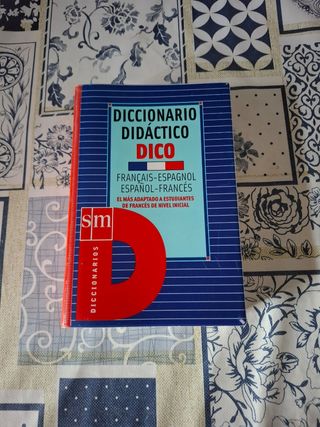 DICCIONARIO
DIDÁCTICO
DICO
FRANÇAIS-ESPAGNOL
ESPAÑOL-FRANCÉS
EL MÁS ADAPTADO A ESTUDIANTES
DE FRANCÉS DE NIVEL INICIAL
sm
DICCIONARIOS